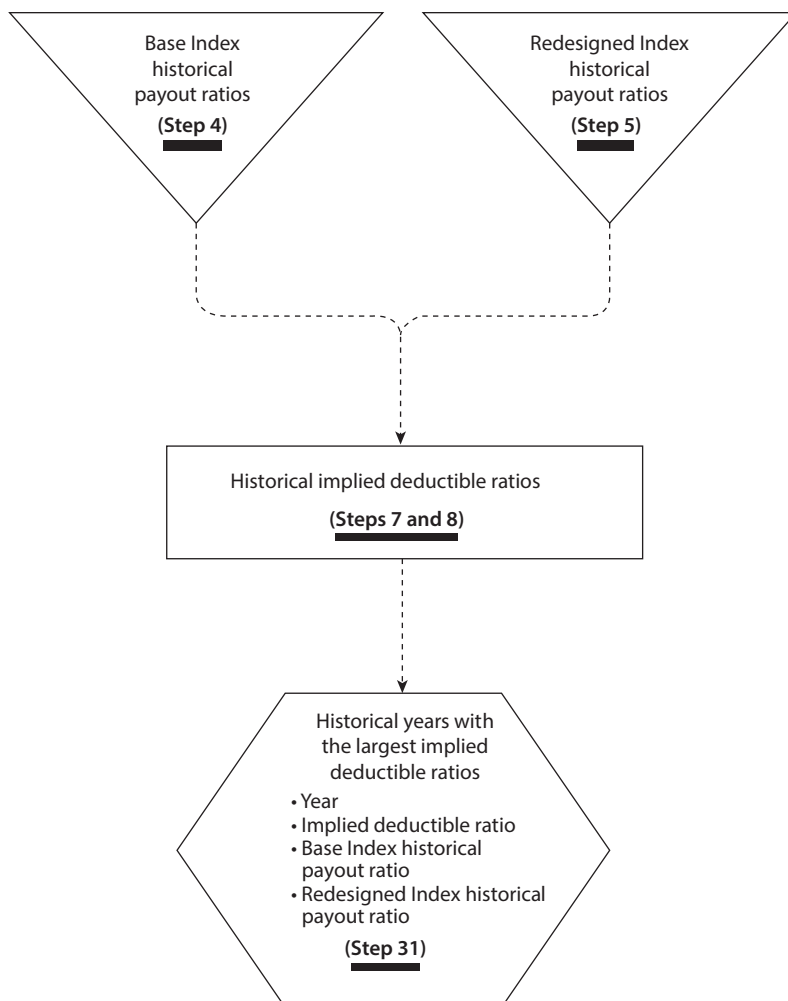 Base Index
historical
payout ratios
(Step 4)
Redesigned Index
historical
payout ratios
(Step 5)
Historical implied deductible ratios
(Steps 7 and 8)
Historical years with
the largest implied
deductible ratios
• Year
• Implied deductible ratio
• Base Index historical
payout ratio
• Redesigned Index historical
payout ratio
(Step 31)